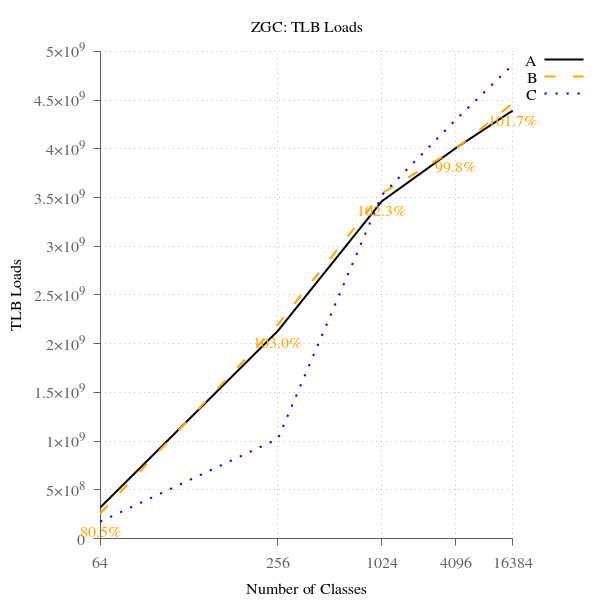 ZGC: TLB Loads
A
B
C
5×10⁹
4.5×10⁹
4×10⁹
3.5×10⁹
3×10⁹
2.5×10⁹
2×10⁹
1.5×10⁹
1×10⁹
5×10⁸
0
TLB Loads
80.5%
103.0%
102.3%
99.8%
101.7%
64 256 1024 4096 16384
Number of Classes